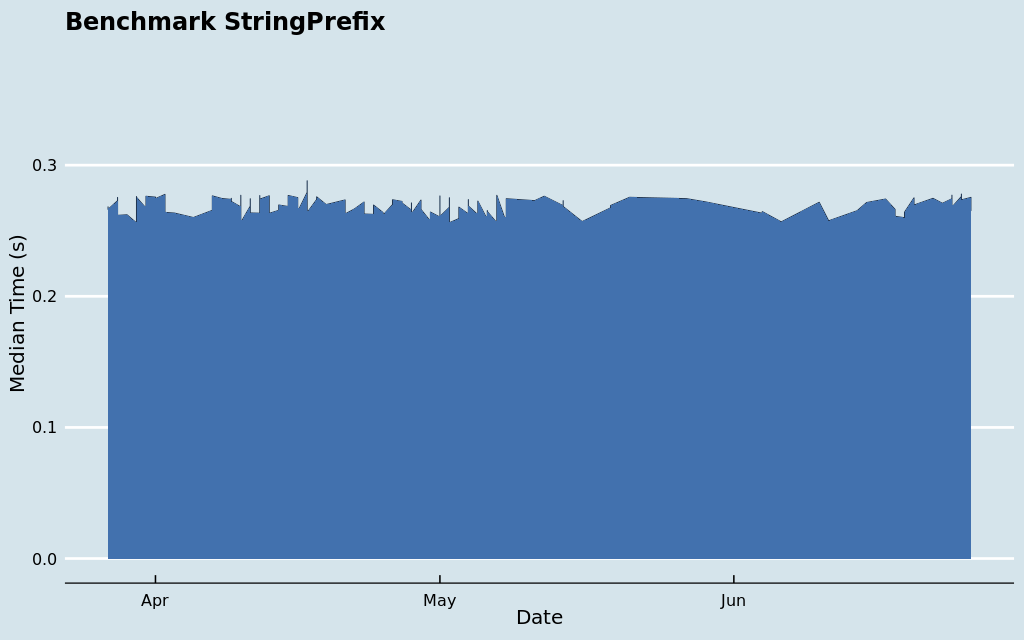 Benchmark StringPrefix
0.3
0.2
0.1
0.0
Median Time (s)
Apr
May
Jun
Date